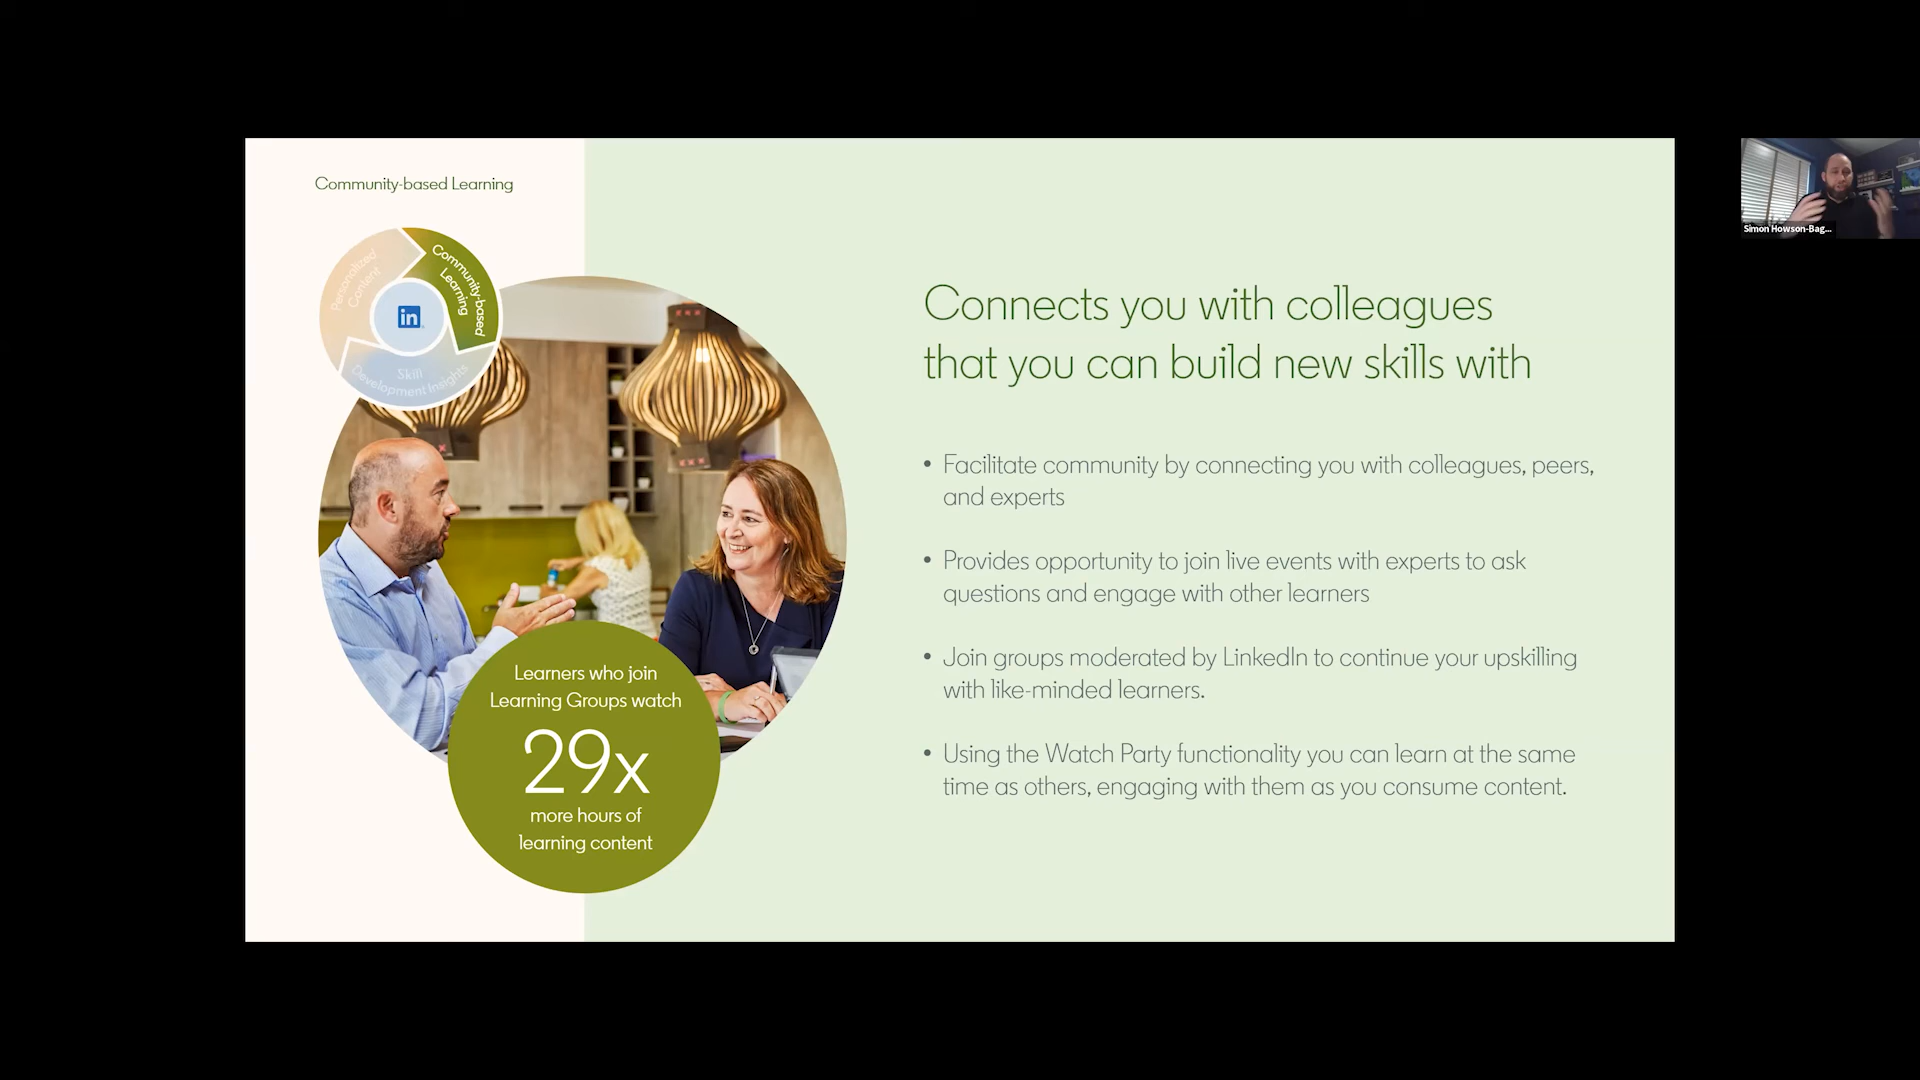 Community-based Learning
Personalized
Content
Community-based
Learning
in
Skill
Development Insights
Connects you with colleagues
that you can build new skills with
• Facilitate community by connecting you with colleagues, peers,
and experts
• Provides opportunity to join live events with experts to ask
questions and engage with other learners
• Join groups moderated by LinkedIn to continue your upskilling
with like-minded learners.
• Using the Watch Party functionality you can learn at the same
time as others, engaging with them as you consume content.
Learners who join
Learning Groups watch
29x
more hours of
learning content
Simon Howson-Bag...